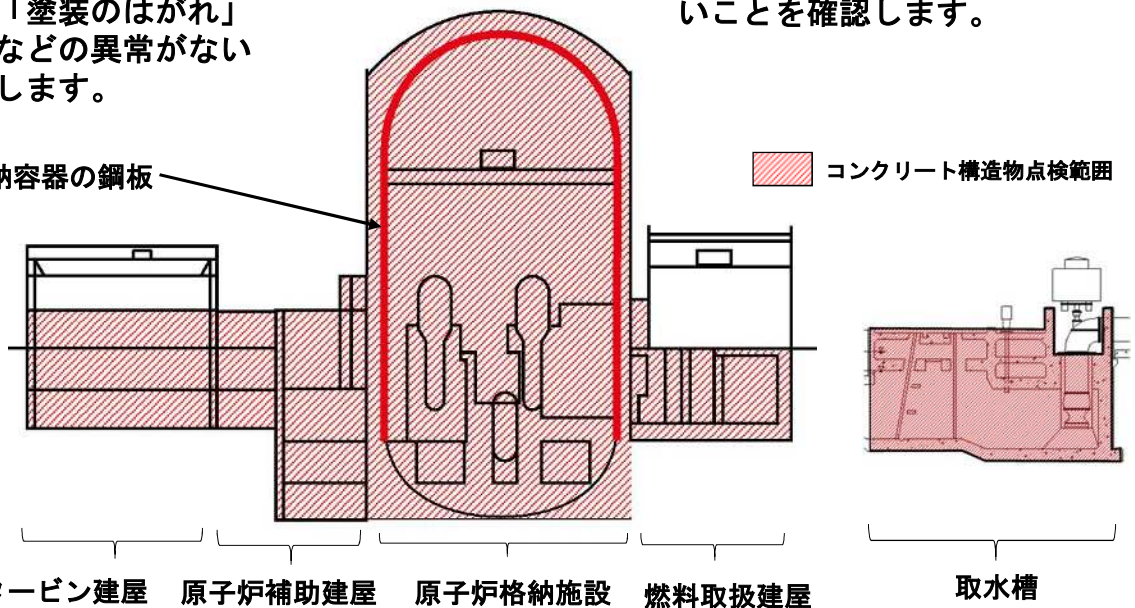 「塗装のはがれ」
などの異常がない
します。
いことを確認します。
納容器の鋼板
コンクリート構造物点検範囲
タービン建屋
原子炉補助建屋
原子炉格納施設
燃料取扱建屋
取水槽